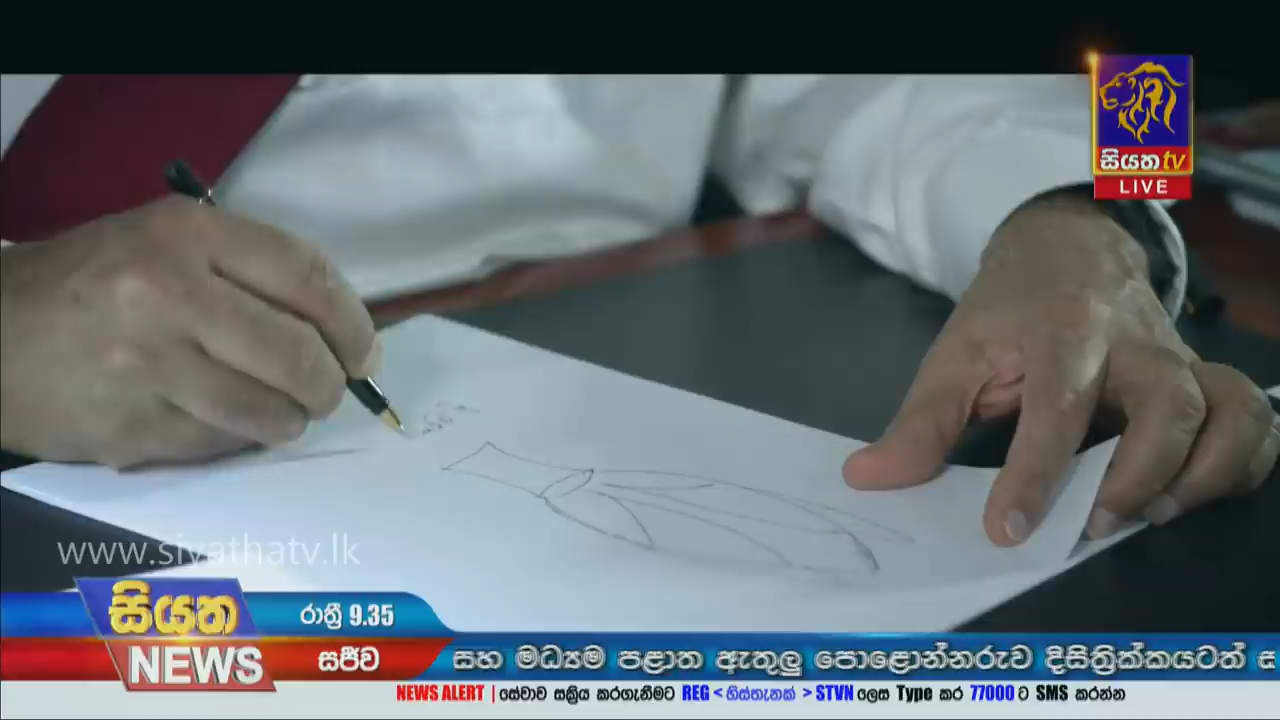 සියත tv
LIVE
www.siyathatv.lk
සියත
NEWS
රාත්‍රී 9.35
සජීව
සහ මධ්‍යම පළාත ඇතුලු පොළොන්නරුව දිසිත්‍රික්කයටත් ස
NEWS ALERT | සේවාව සක්‍රිය කරගැනීමට REG < හිස්තැනක් > STVN ලෙස Type කර 77000 ට SMS කරන්න